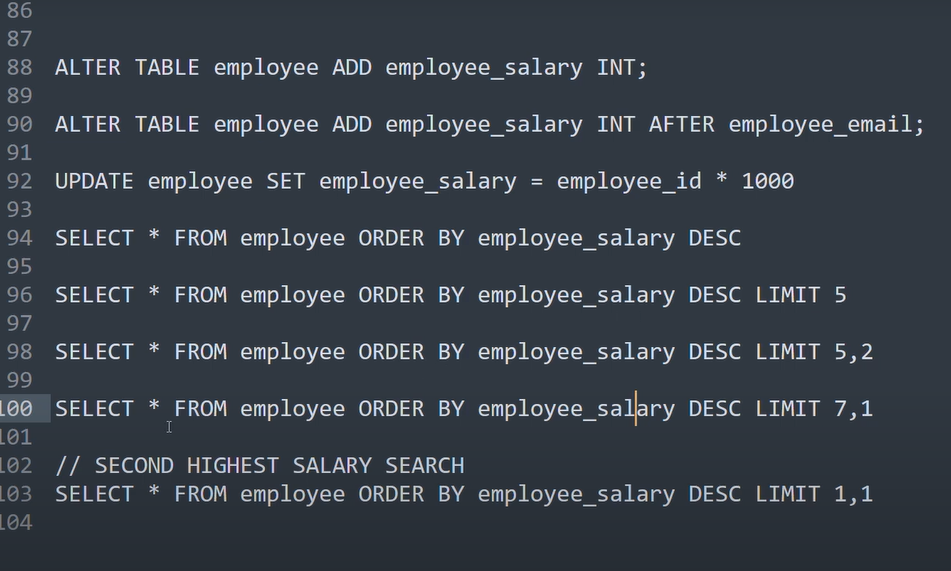 86
87
88 ALTER TABLE employee ADD employee_salary INT;
89
90 ALTER TABLE employee ADD employee_salary INT AFTER employee_email;
91
92 UPDATE employee SET employee_salary = employee_id * 1000
93
94 SELECT * FROM employee ORDER BY employee_salary DESC
95
96 SELECT * FROM employee ORDER BY employee_salary DESC LIMIT 5
97
98 SELECT * FROM employee ORDER BY employee_salary DESC LIMIT 5,2
99
100 SELECT * FROM employee ORDER BY employee_salary DESC LIMIT 7,1
101
102 // SECOND HIGHEST SALARY SEARCH
103 SELECT * FROM employee ORDER BY employee_salary DESC LIMIT 1,1
104